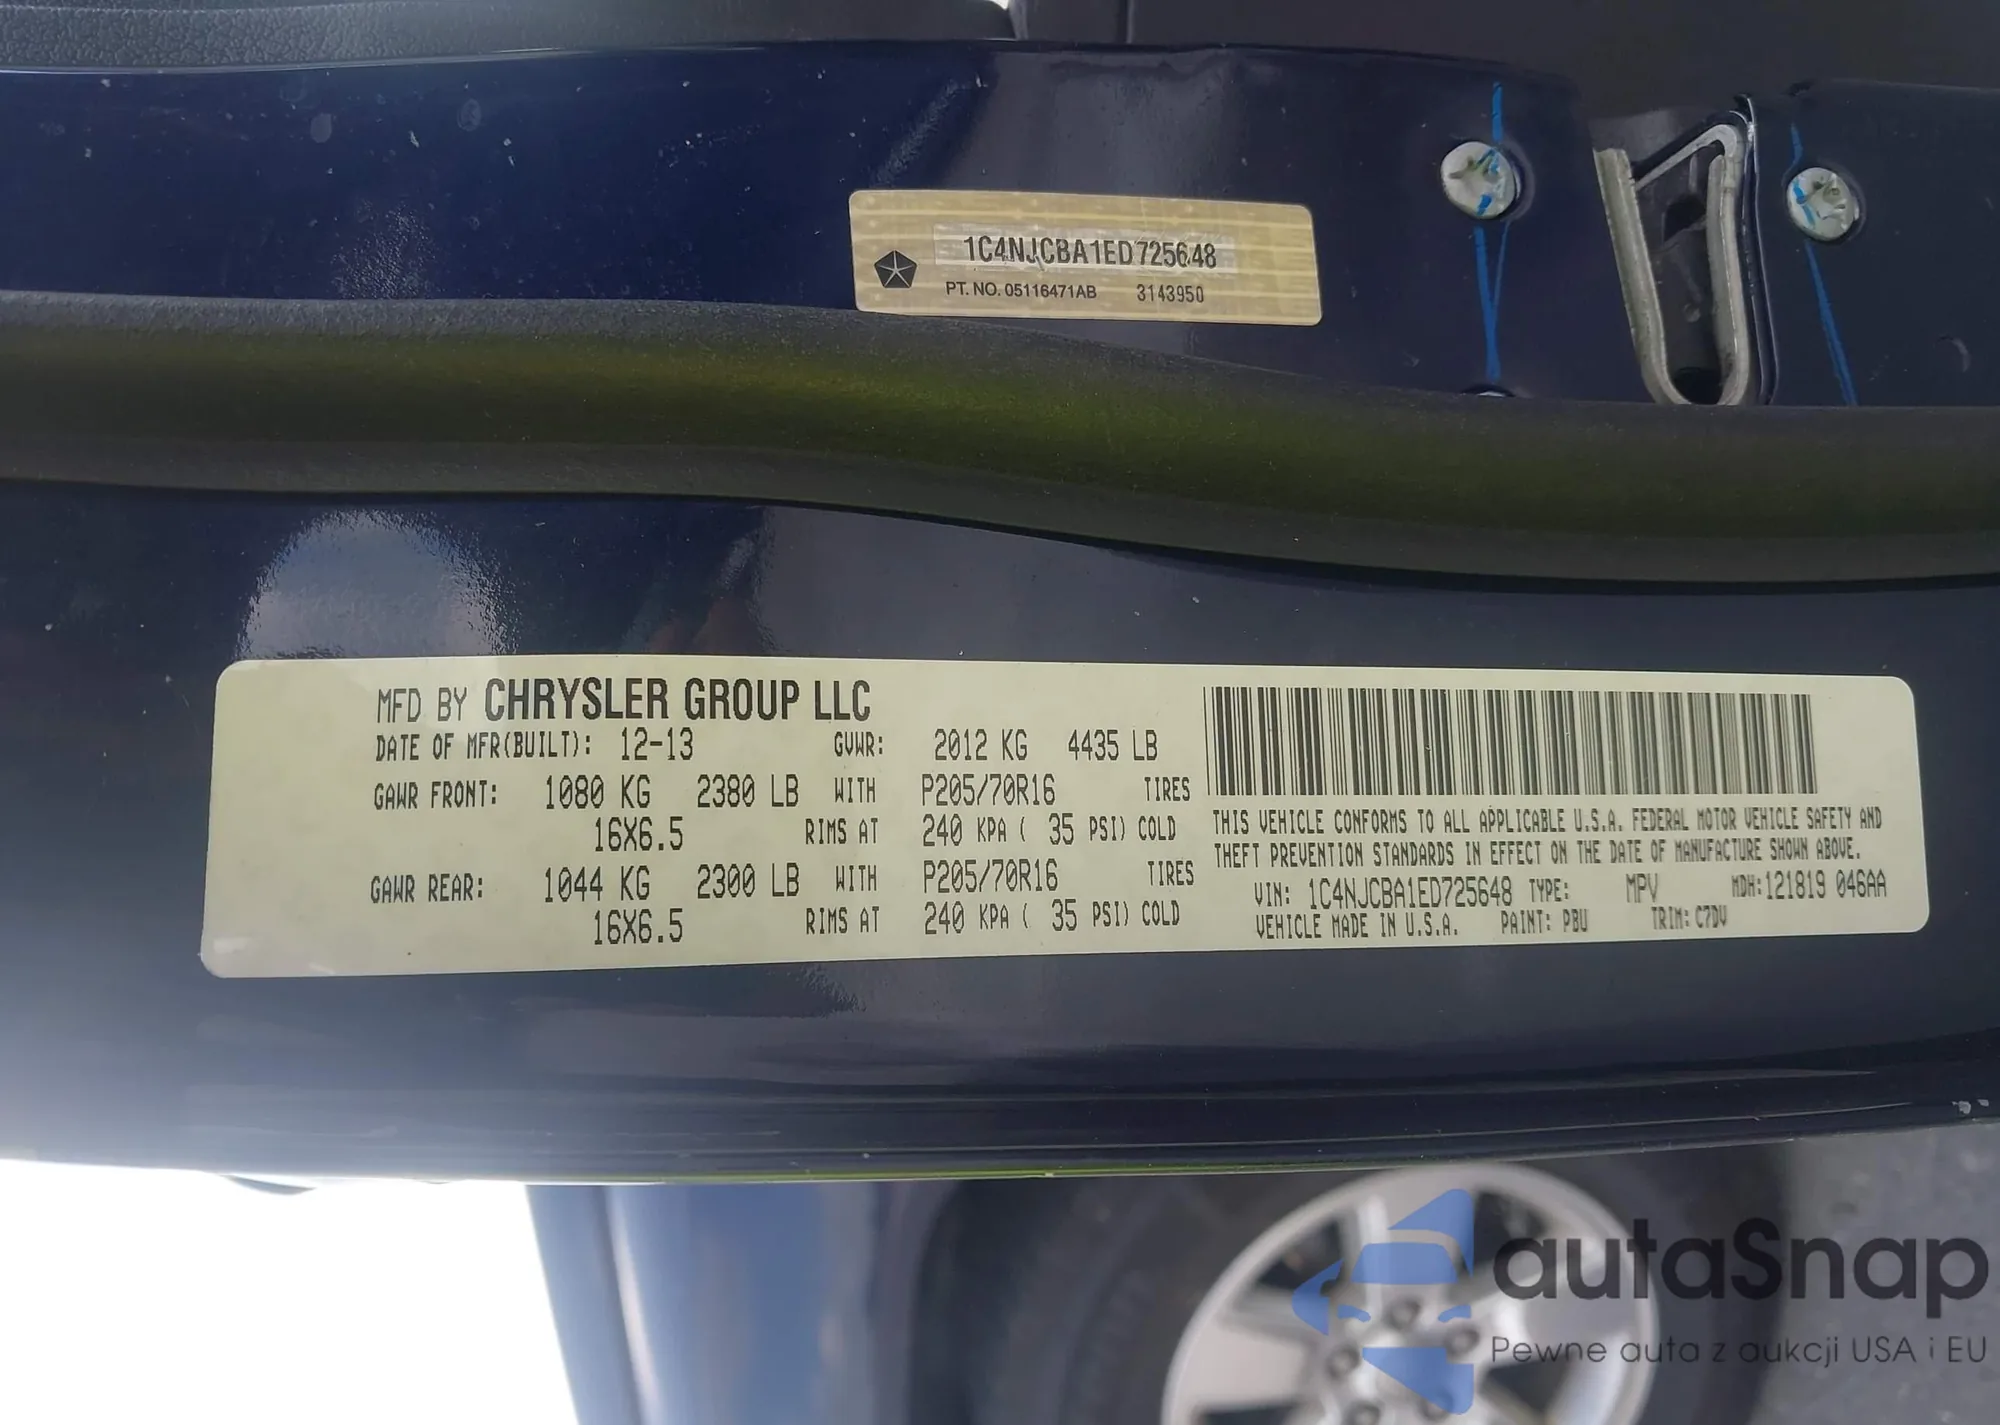 1C4NJCBA1ED725648
PT. NO. 05116471AB 3143950
MFD BY CHRYSLER GROUP LLC
DATE OF MFR(BUILT): 12-13 GVWR: 2012 KG 4435 LB
GAWR FRONT: 1080 KG 2380 LB WITH P205/70R16 TIRES
16X6.5 RIMS AT 240 KPA ( 35 PSI) COLD
GAWR REAR: 1044 KG 2300 LB WITH P205/70R16 TIRES
16X6.5 RIMS AT 240 KPA ( 35 PSI) COLD
THIS VEHICLE CONFORMS TO ALL APPLICABLE U.S.A. FEDERAL MOTOR VEHICLE SAFETY AND
THEFT PREVENTION STANDARDS IN EFFECT ON THE DATE OF MANUFACTURE SHOWN ABOVE.
VIN: 1C4NJCBA1ED725648 TYPE: MPV MDH:121819 046AA
VEHICLE MADE IN U.S.A. PAINT: PBU TRIM: C7DV
autaSnap
Pewne auta z aukcji USA i EU